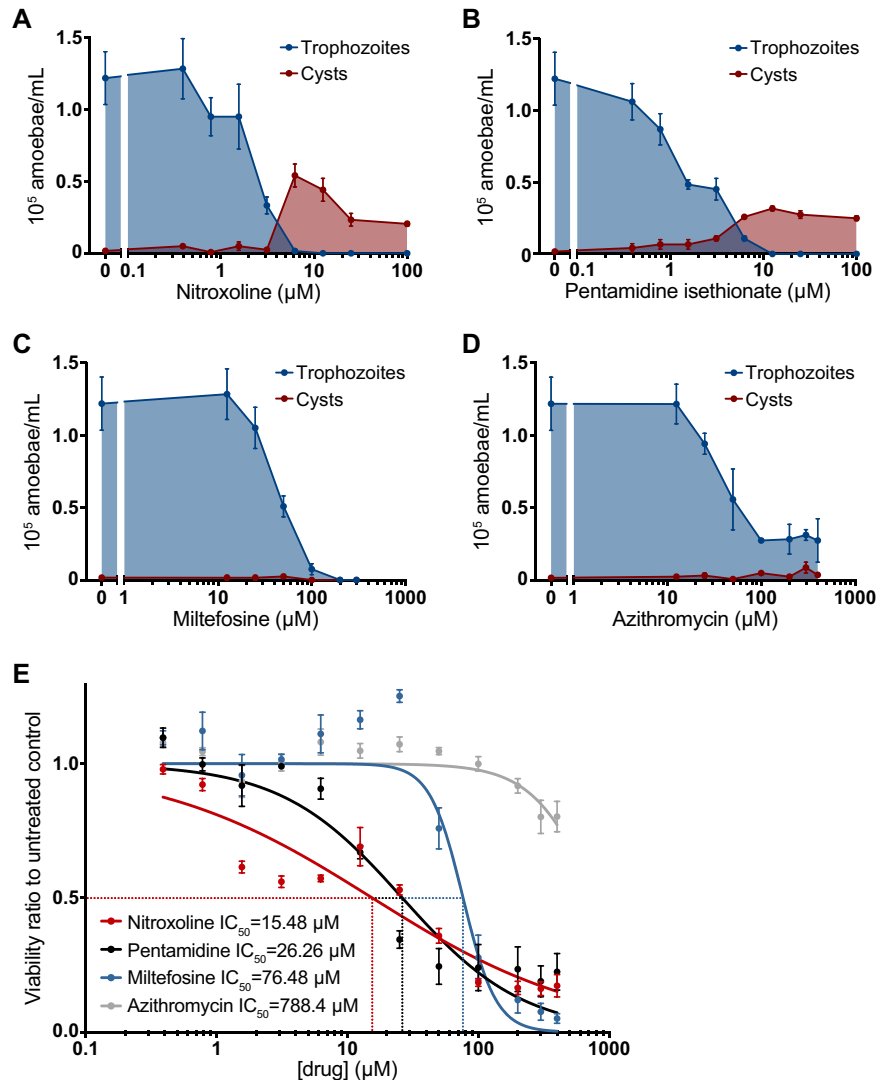 A
1.5
1.0
0.5
0
10⁵ amoebae/mL
Trophozoites
Cysts
0 0.1 1 10 100
Nitroxoline (µM)
B
1.5
1.0
0.5
0
10⁵ amoebae/mL
Trophozoites
Cysts
0 0.1 1 10 100
Pentamidine isethionate (µM)
C
1.5
1.0
0.5
0
10⁵ amoebae/mL
Trophozoites
Cysts
0 1 10 100 1000
Miltefosine (µM)
D
1.5
1.0
0.5
0
10⁵ amoebae/mL
Trophozoites
Cysts
0 1 10 100 1000
Azithromycin (µM)
E
Viability ratio to untreated control
1.0
0.5
0.0
Nitroxoline IC₅₀=15.48 µM
Pentamidine IC₅₀=26.26 µM
Miltefosine IC₅₀=76.48 µM
Azithromycin IC₅₀=788.4 µM
0.1 1 10 100 1000
[drug] (µM)